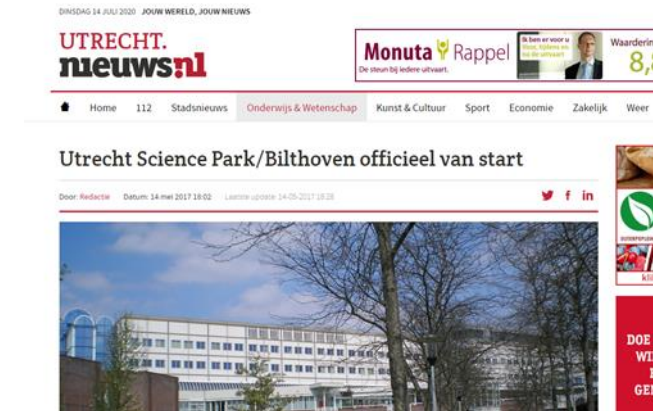 DINSDAG 14 JULI 2020 JOUW WERELD, JOUW NIEUWS
UTRECHT.
nieuws:nl
Monuta Rappel
De steun bij iedere uitvaart.
Ik ben er voor u
Waardering
8,
Home 112 Stadsnieuws Onderwijs & Wetenschap Kunst & Cultuur Sport Economie Zakelijk Weer
Utrecht Science Park/Bilthoven officieel van start
Door: Redactie Datum: 14 mei 2017 18:02 Laatste update: 14-05-2017 18:28
f in
DOE